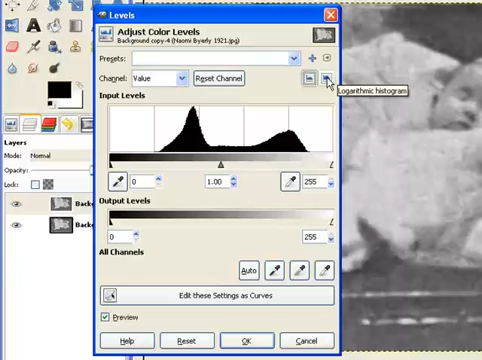 Levels
Adjust Color Levels
Background copy-4 (Naomi Byerly 1921.jpg)
Presets:
Channel: Value Reset Channel
Logarithmic histogram
Input Levels
0 1.00 255
Output Levels
0 255
All Channels
Auto
Edit these Settings as Curves
Preview
Help Reset OK Cancel
Layers
Mode: Normal
Opacity:
Lock:
Back
Back